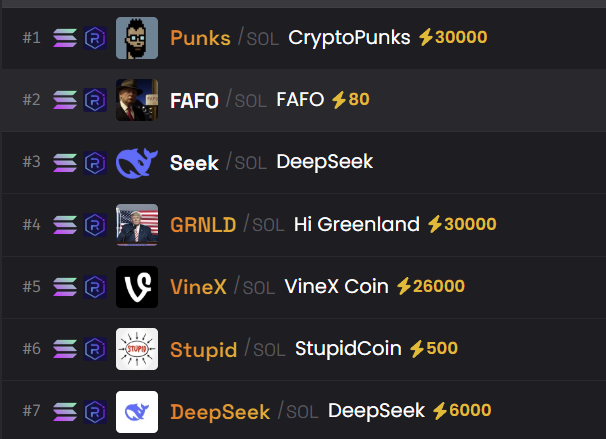 #1 Punks /SOL CryptoPunks ⚡30000
#2 FAFO /SOL FAFO ⚡80
#3 Seek /SOL DeepSeek
#4 GRNLD /SOL Hi Greenland ⚡30000
#5 VineX /SOL VineX Coin ⚡26000
#6 STUPID Stupid /SOL StupidCoin ⚡500
#7 DeepSeek /SOL DeepSeek ⚡6000